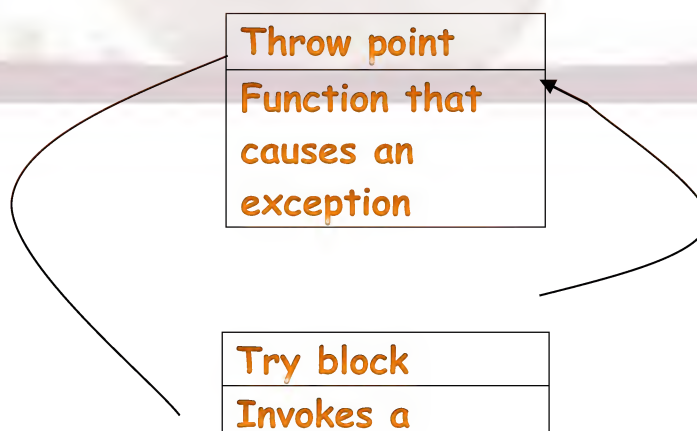 Throw point
Function that
causes an
exception
Try block
Invokes a